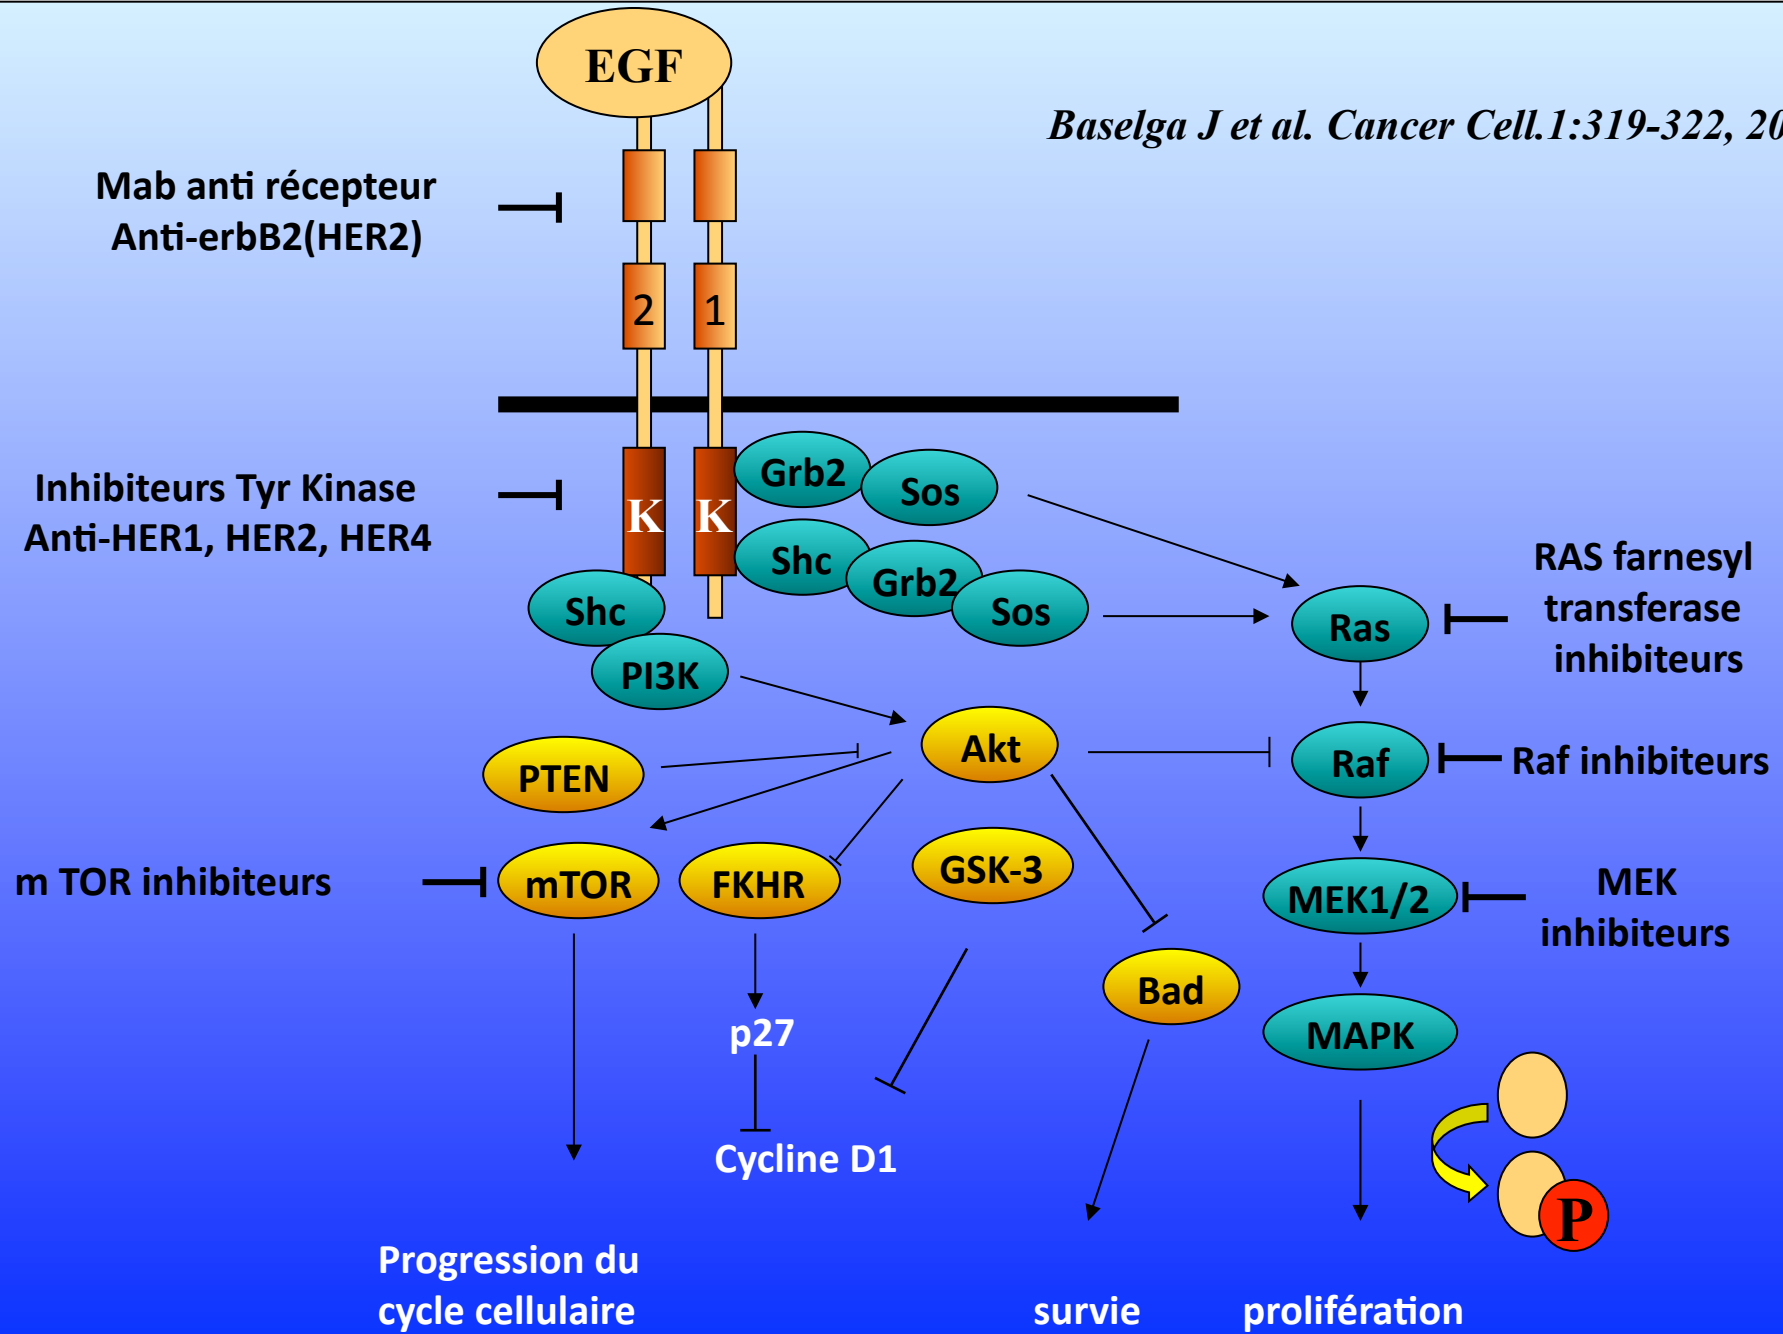 EGF
Baselga J et al. Cancer Cell.1:319-322, 20
Mab anti récepteur
Anti-erbB2(HER2)
2
1
Inhibiteurs Tyr Kinase
Anti-HER1, HER2, HER4
K
K
Grb2
Sos
Shc
Grb2
Sos
Shc
PI3K
Ras
RAS farnesyl
transferase
inhibiteurs
Akt
PTEN
Raf
Raf inhibiteurs
m TOR inhibiteurs
mTOR
FKHR
GSK-3
MEK1/2
MEK
inhibiteurs
Bad
p27
MAPK
Cycline D1
P
Progression du
cycle cellulaire
survie
prolifération